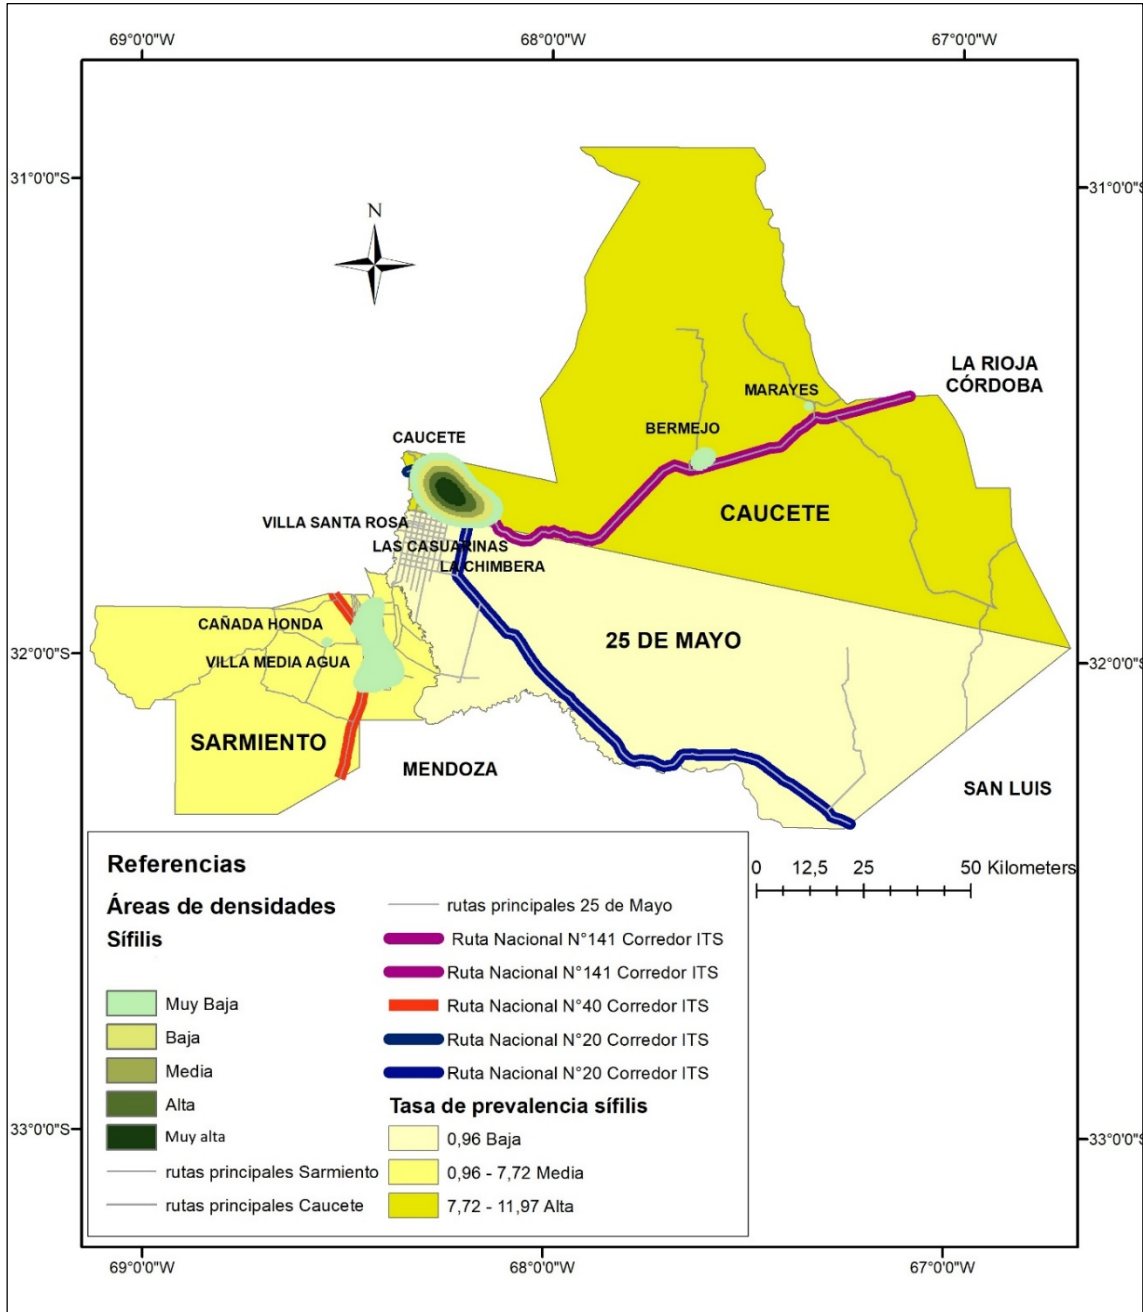 69°0'0"W
68°0'0"W
67°0'0"W
31°0'0"S
31°0'0"S
N
LA RIOJA
CÓRDOBA
MARAYES
BERMEJO
CAUCETE
CAUCETE
VILLA SANTA ROSA
LAS CASUARINAS
LA CHIMBERA
CAÑADA HONDA
25 DE MAYO
32°0'0"S
VILLA MEDIA AGUA
32°0'0"S
SARMIENTO
MENDOZA
SAN LUIS
0 12,5 25 50 Kilometers
Referencias
Áreas de densidades
Sífilis
Muy Baja
Baja
Media
Alta
Muy alta
rutas principales Sarmiento
rutas principales Caucete
rutas principales 25 de Mayo
Ruta Nacional N°141 Corredor ITS
Ruta Nacional N°141 Corredor ITS
Ruta Nacional N°40 Corredor ITS
Ruta Nacional N°20 Corredor ITS
Ruta Nacional N°20 Corredor ITS
Tasa de prevalencia sífilis
0,96 Baja
0,96 - 7,72 Media
7,72 - 11,97 Alta
33°0'0"S
33°0'0"S
69°0'0"W
68°0'0"W
67°0'0"W